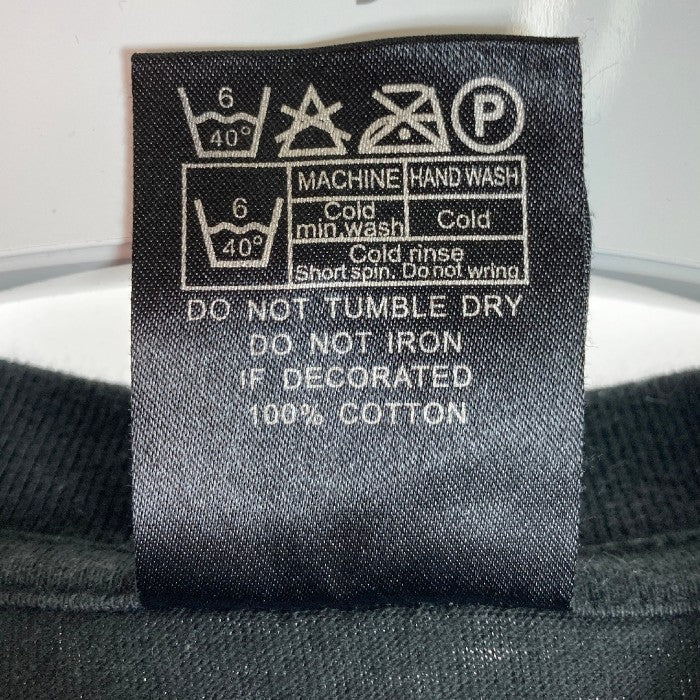 6 40° P
MACHINE HAND WASH
6 40° Cold min.wash Cold
Cold rinse
Short spin. Do not wring
DO NOT TUMBLE DRY
DO NOT IRON
IF DECORATED
100% COTTON